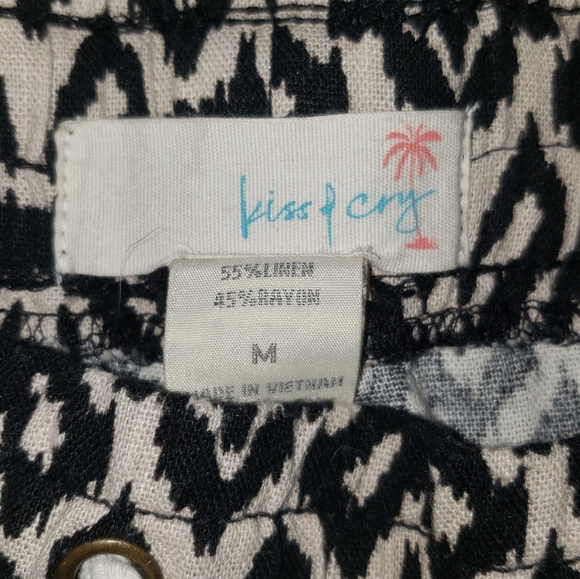 kiss & cry
55%LINEN
45%RAYON
M
MADE IN VIETNAM